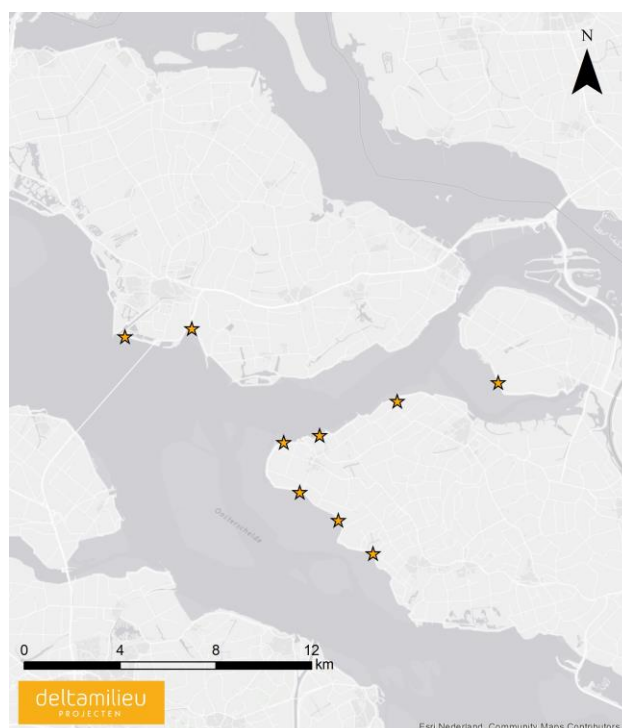 N
Oosterschelde
0 4 8 12
km
deltamilieu
PROJECTEN
Esri Nederland, Community Maps Contributors